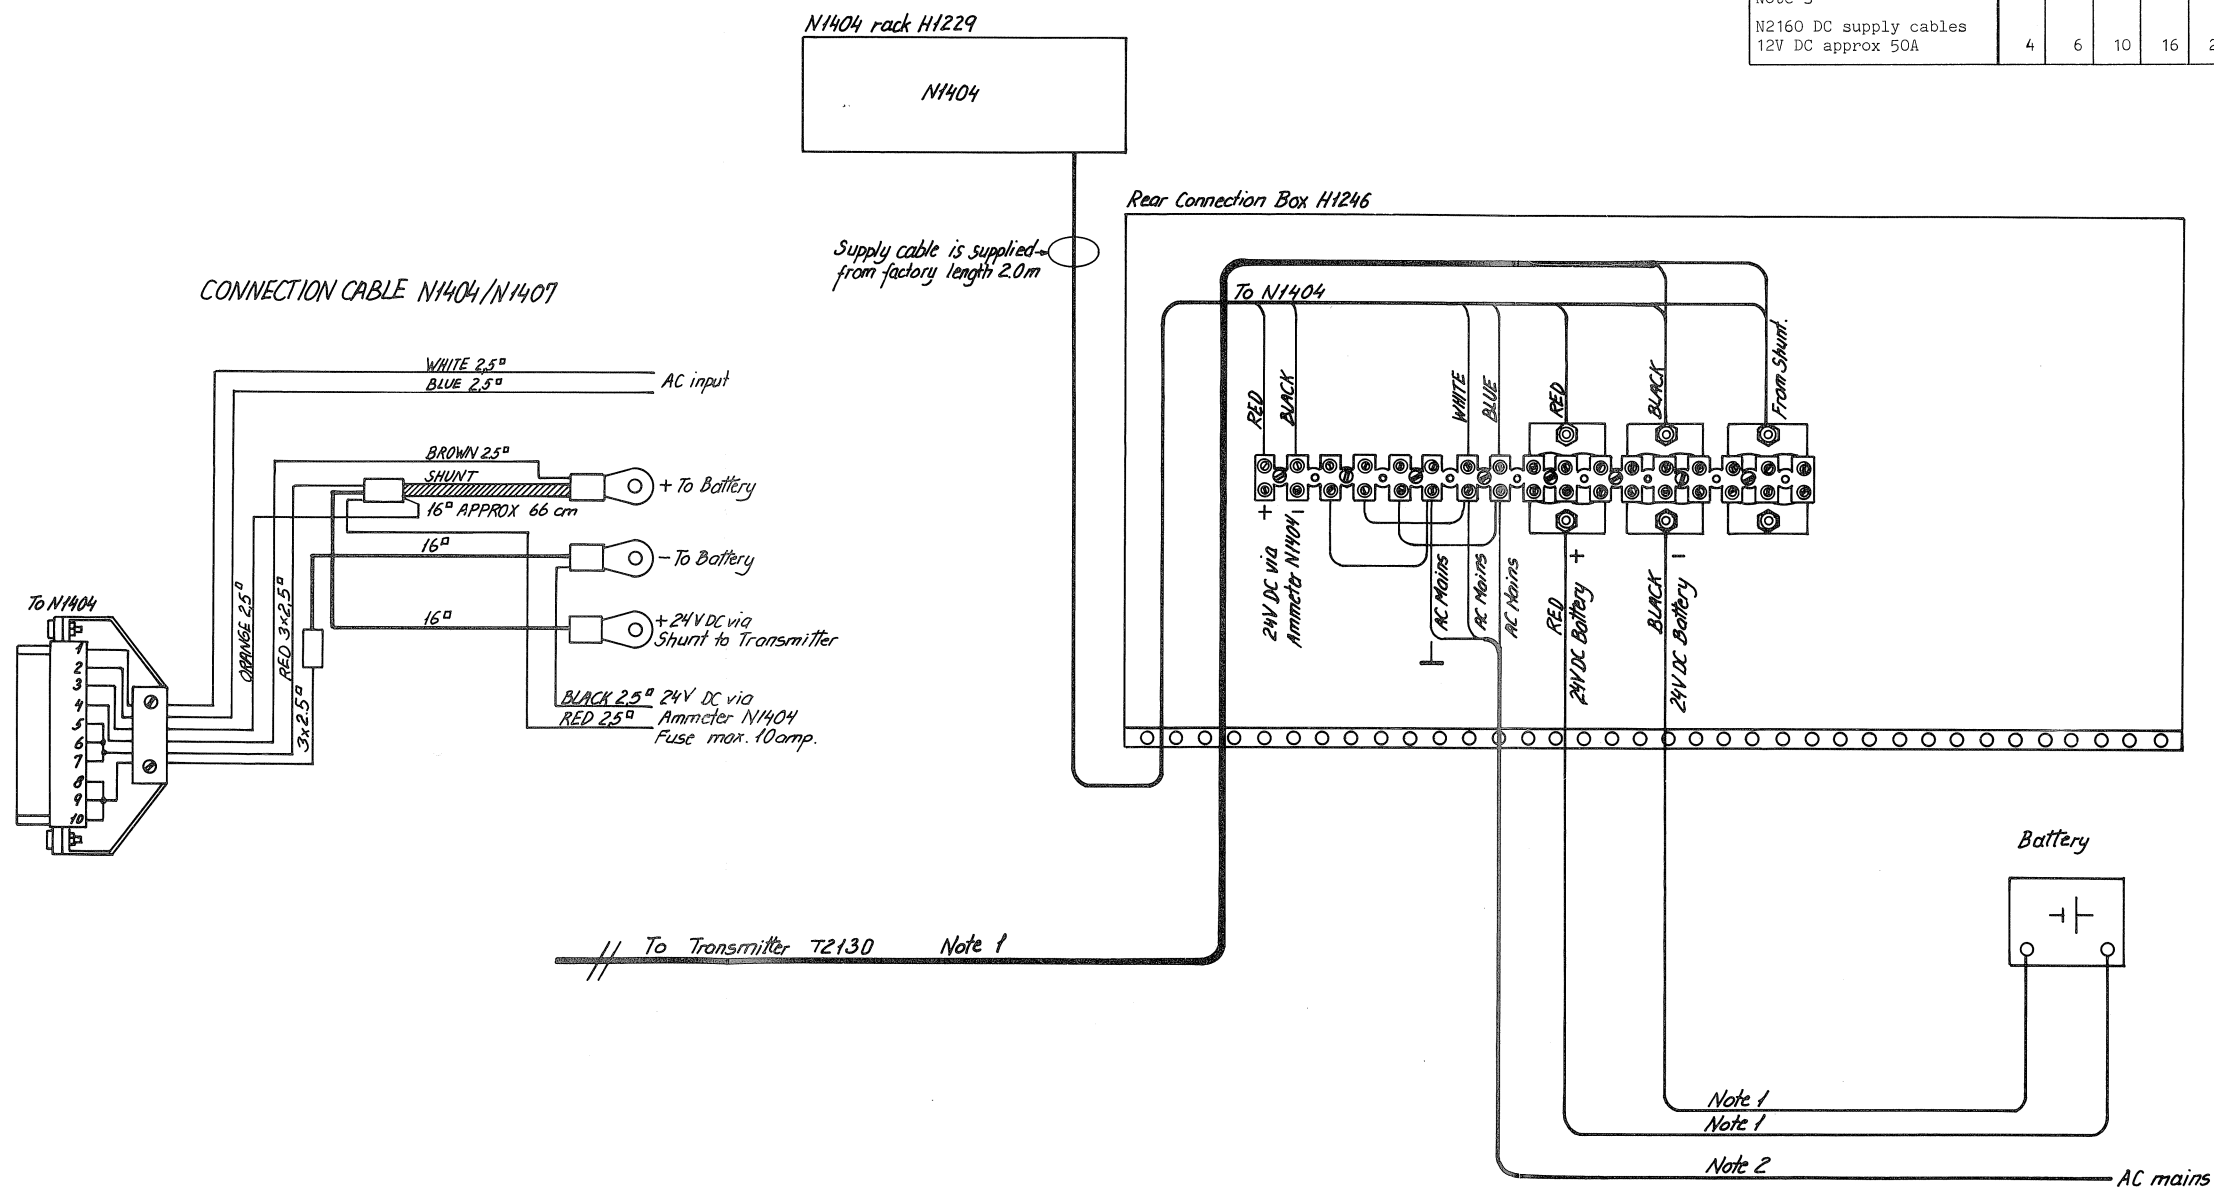 N1404 rack H1229
N1404
N2160 DC supply cables
12V DC approx 50A 4 6 10 16
Rear Connection Box H1246
Supply cable is supplied
from factory length 2.0m
CONNECTION CABLE N1404/N1407
To N1404
WHITE 2,5▫
BLUE 2,5▫
AC input
BROWN 2.5▫
SHUNT
+ To Battery
16▫ APPROX 66 cm
16▫
- To Battery
16▫
+24V DC via
Shunt to Transmitter
ORANGE 2,5▫
RED 3x2,5▫
3x2.5▫
BLACK 2,5▫ 24V DC via
RED 2,5▫ Ammeter N1404
Fuse max. 10amp.
To N1404
1
2
3
4
5
6
7
8
9
10
RED
BLACK
WHITE
BLUE
RED
BLACK
From Shunt.
+
-
24V DC via
Ammeter N1404
AC Mains
AC Mains
AC Mains
RED +
24V DC Battery
BLACK -
24V DC Battery
Battery
To Transmitter T2130 Note 1
Note 1
Note 1
Note 2
AC mains